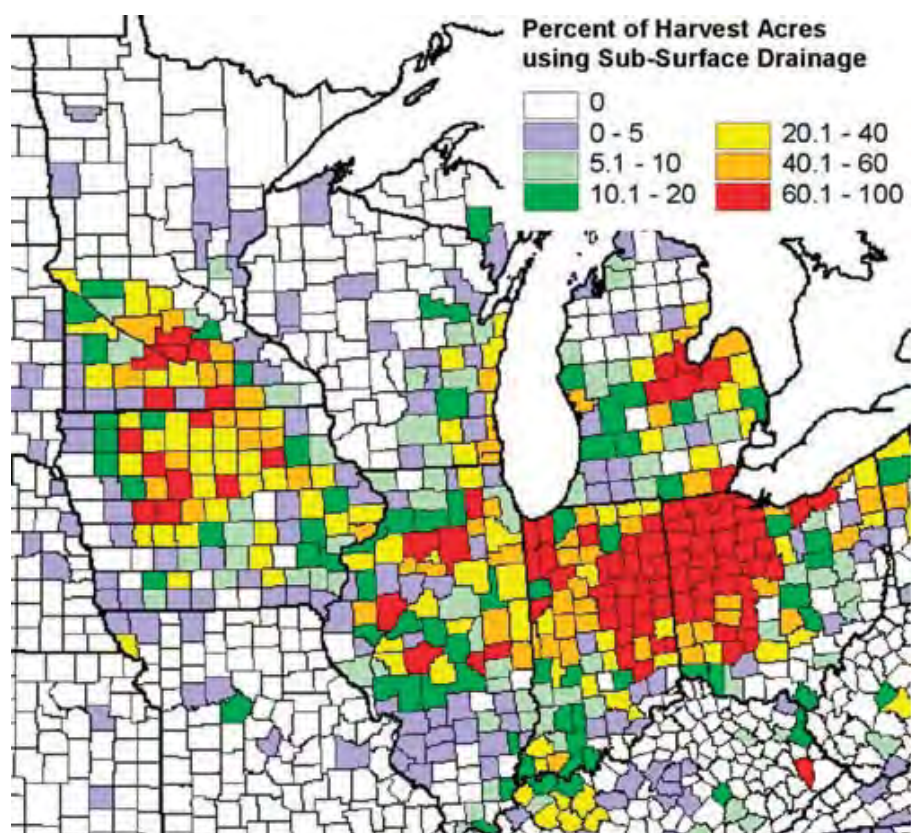 Percent of Harvest Acres
using Sub-Surface Drainage
0
0 - 5
5.1 - 10
10.1 - 20
20.1 - 40
40.1 - 60
60.1 - 100